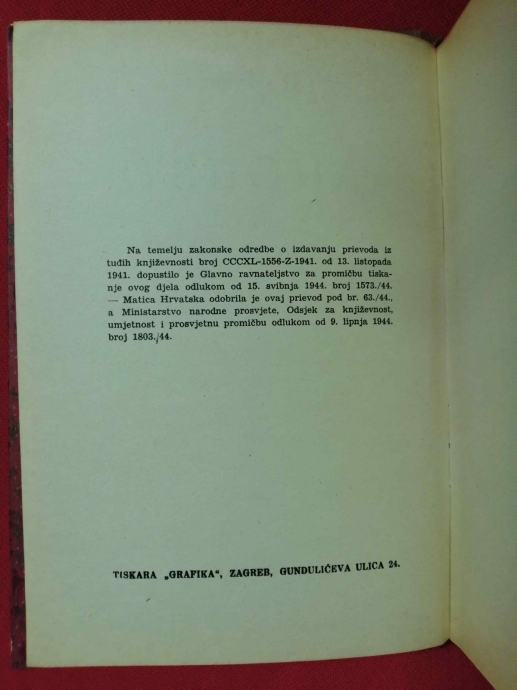 Na temelju zakonske odredbe o izdavanju prievoda iz
tuđih književnosti broj CCCXL-1556-Z-1941. od 13. listopada
1941. dopustilo je Glavno ravnateljstvo za promičbu tiska-
nje ovog djela odlukom od 15. svibnja 1944. broj 1573./44.
— Matica Hrvatska odobrila je ovaj prievod pod br. 63./44.,
a Ministarstvo narodne prosvjete, Odsjek za književnost,
umjetnost i prosvjetnu promičbu odlukom od 9. lipnja 1944.
broj 1803./44.
TISKARA „GRAFIKA“, ZAGREB, GUNDULIĆEVA ULICA 24.